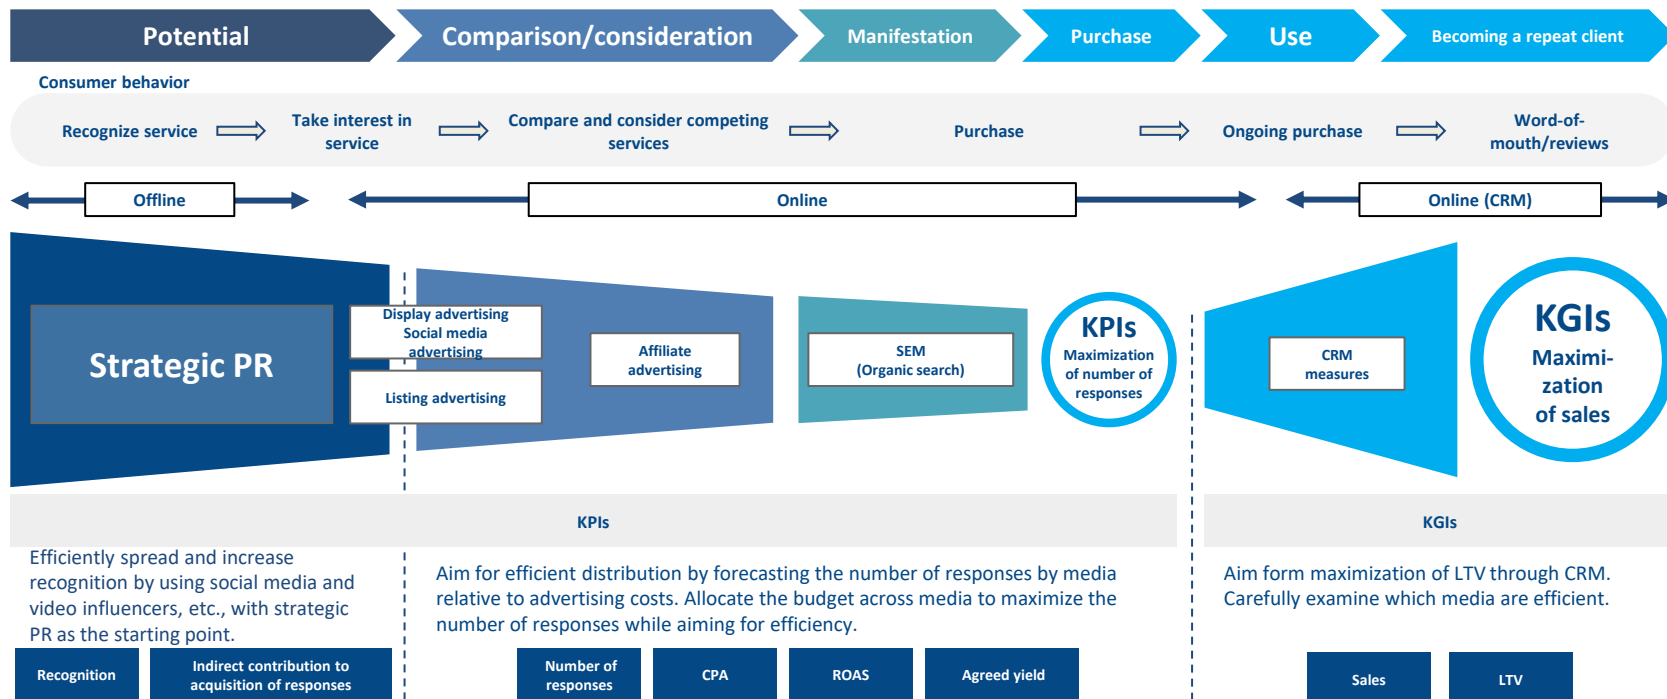 Potential
Comparison/consideration
Manifestation
Purchase
Use
Becoming a repeat client
Consumer behavior
Recognize service
Take interest in
service
Compare and consider competing
services
Purchase
Ongoing purchase
Word-of-
mouth/reviews
Offline
Online
Online (CRM)
Strategic PR
Display advertising
Social media
advertising
Listing advertising
Affiliate
advertising
SEM
(Organic search)
KPIs
Maximization
of number of
responses
CRM
measures
KGIs
Maximi-
zation
of sales
KPIs
KGIs
Efficiently spread and increase
recognition by using social media and
video influencers, etc., with strategic
PR as the starting point.
Aim for efficient distribution by forecasting the number of responses by media
relative to advertising costs. Allocate the budget across media to maximize the
number of responses while aiming for efficiency.
Aim form maximization of LTV through CRM.
Carefully examine which media are efficient.
Recognition
Indirect contribution to
acquisition of responses
Number of
responses
CPA
ROAS
Agreed yield
Sales
LTV